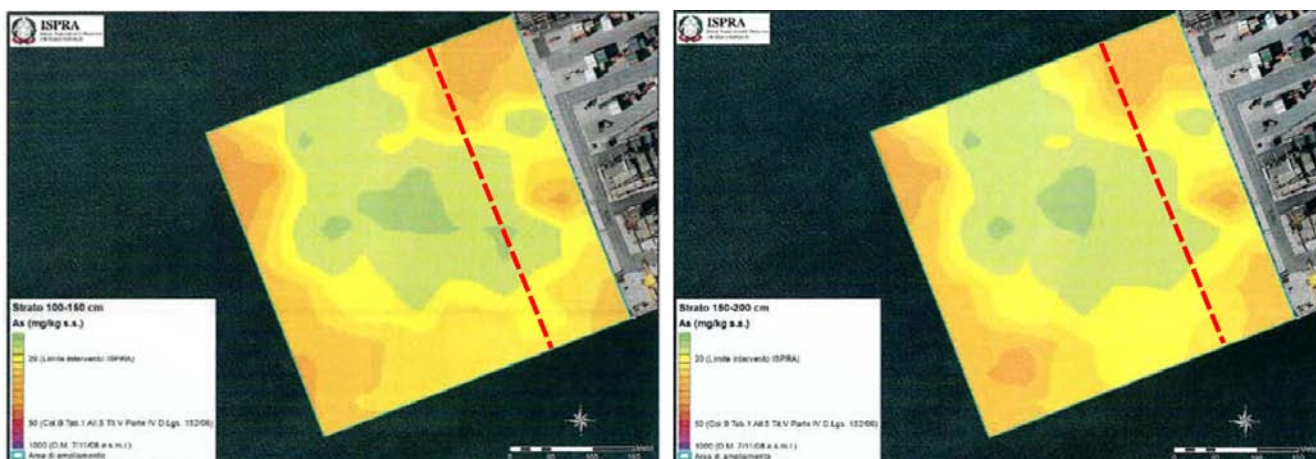 ISPRA
Strato 100-150 cm
As (mg/kg s.s.)
20 (Limite intervento ISPRA)
50 (Col.B Tab.1 All.5 Tit.V Parte IV D.Lgs. 152/06)
1000 (D.M. 7/11/08 e s.m.i.)
Area di ampliamento
ISPRA
Strato 150-200 cm
As (mg/kg s.s.)
20 (Limite intervento ISPRA)
50 (Col.B Tab.1 All.5 Tit.V Parte IV D.Lgs. 152/06)
1000 (D.M. 7/11/08 e s.m.i.)
Area di ampliamento